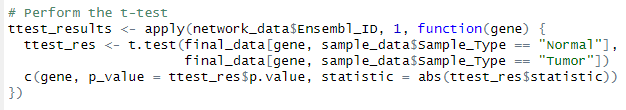 # Perform the t-test
ttest_results <- apply(network_data$Ensembl_ID, 1, function(gene) {
  ttest_res <- t.test(final_data[gene, sample_data$Sample_Type == "Normal"],
                      final_data[gene, sample_data$Sample_Type == "Tumor"])
  c(gene, p_value = ttest_res$p.value, statistic = abs(ttest_res$statistic))
})